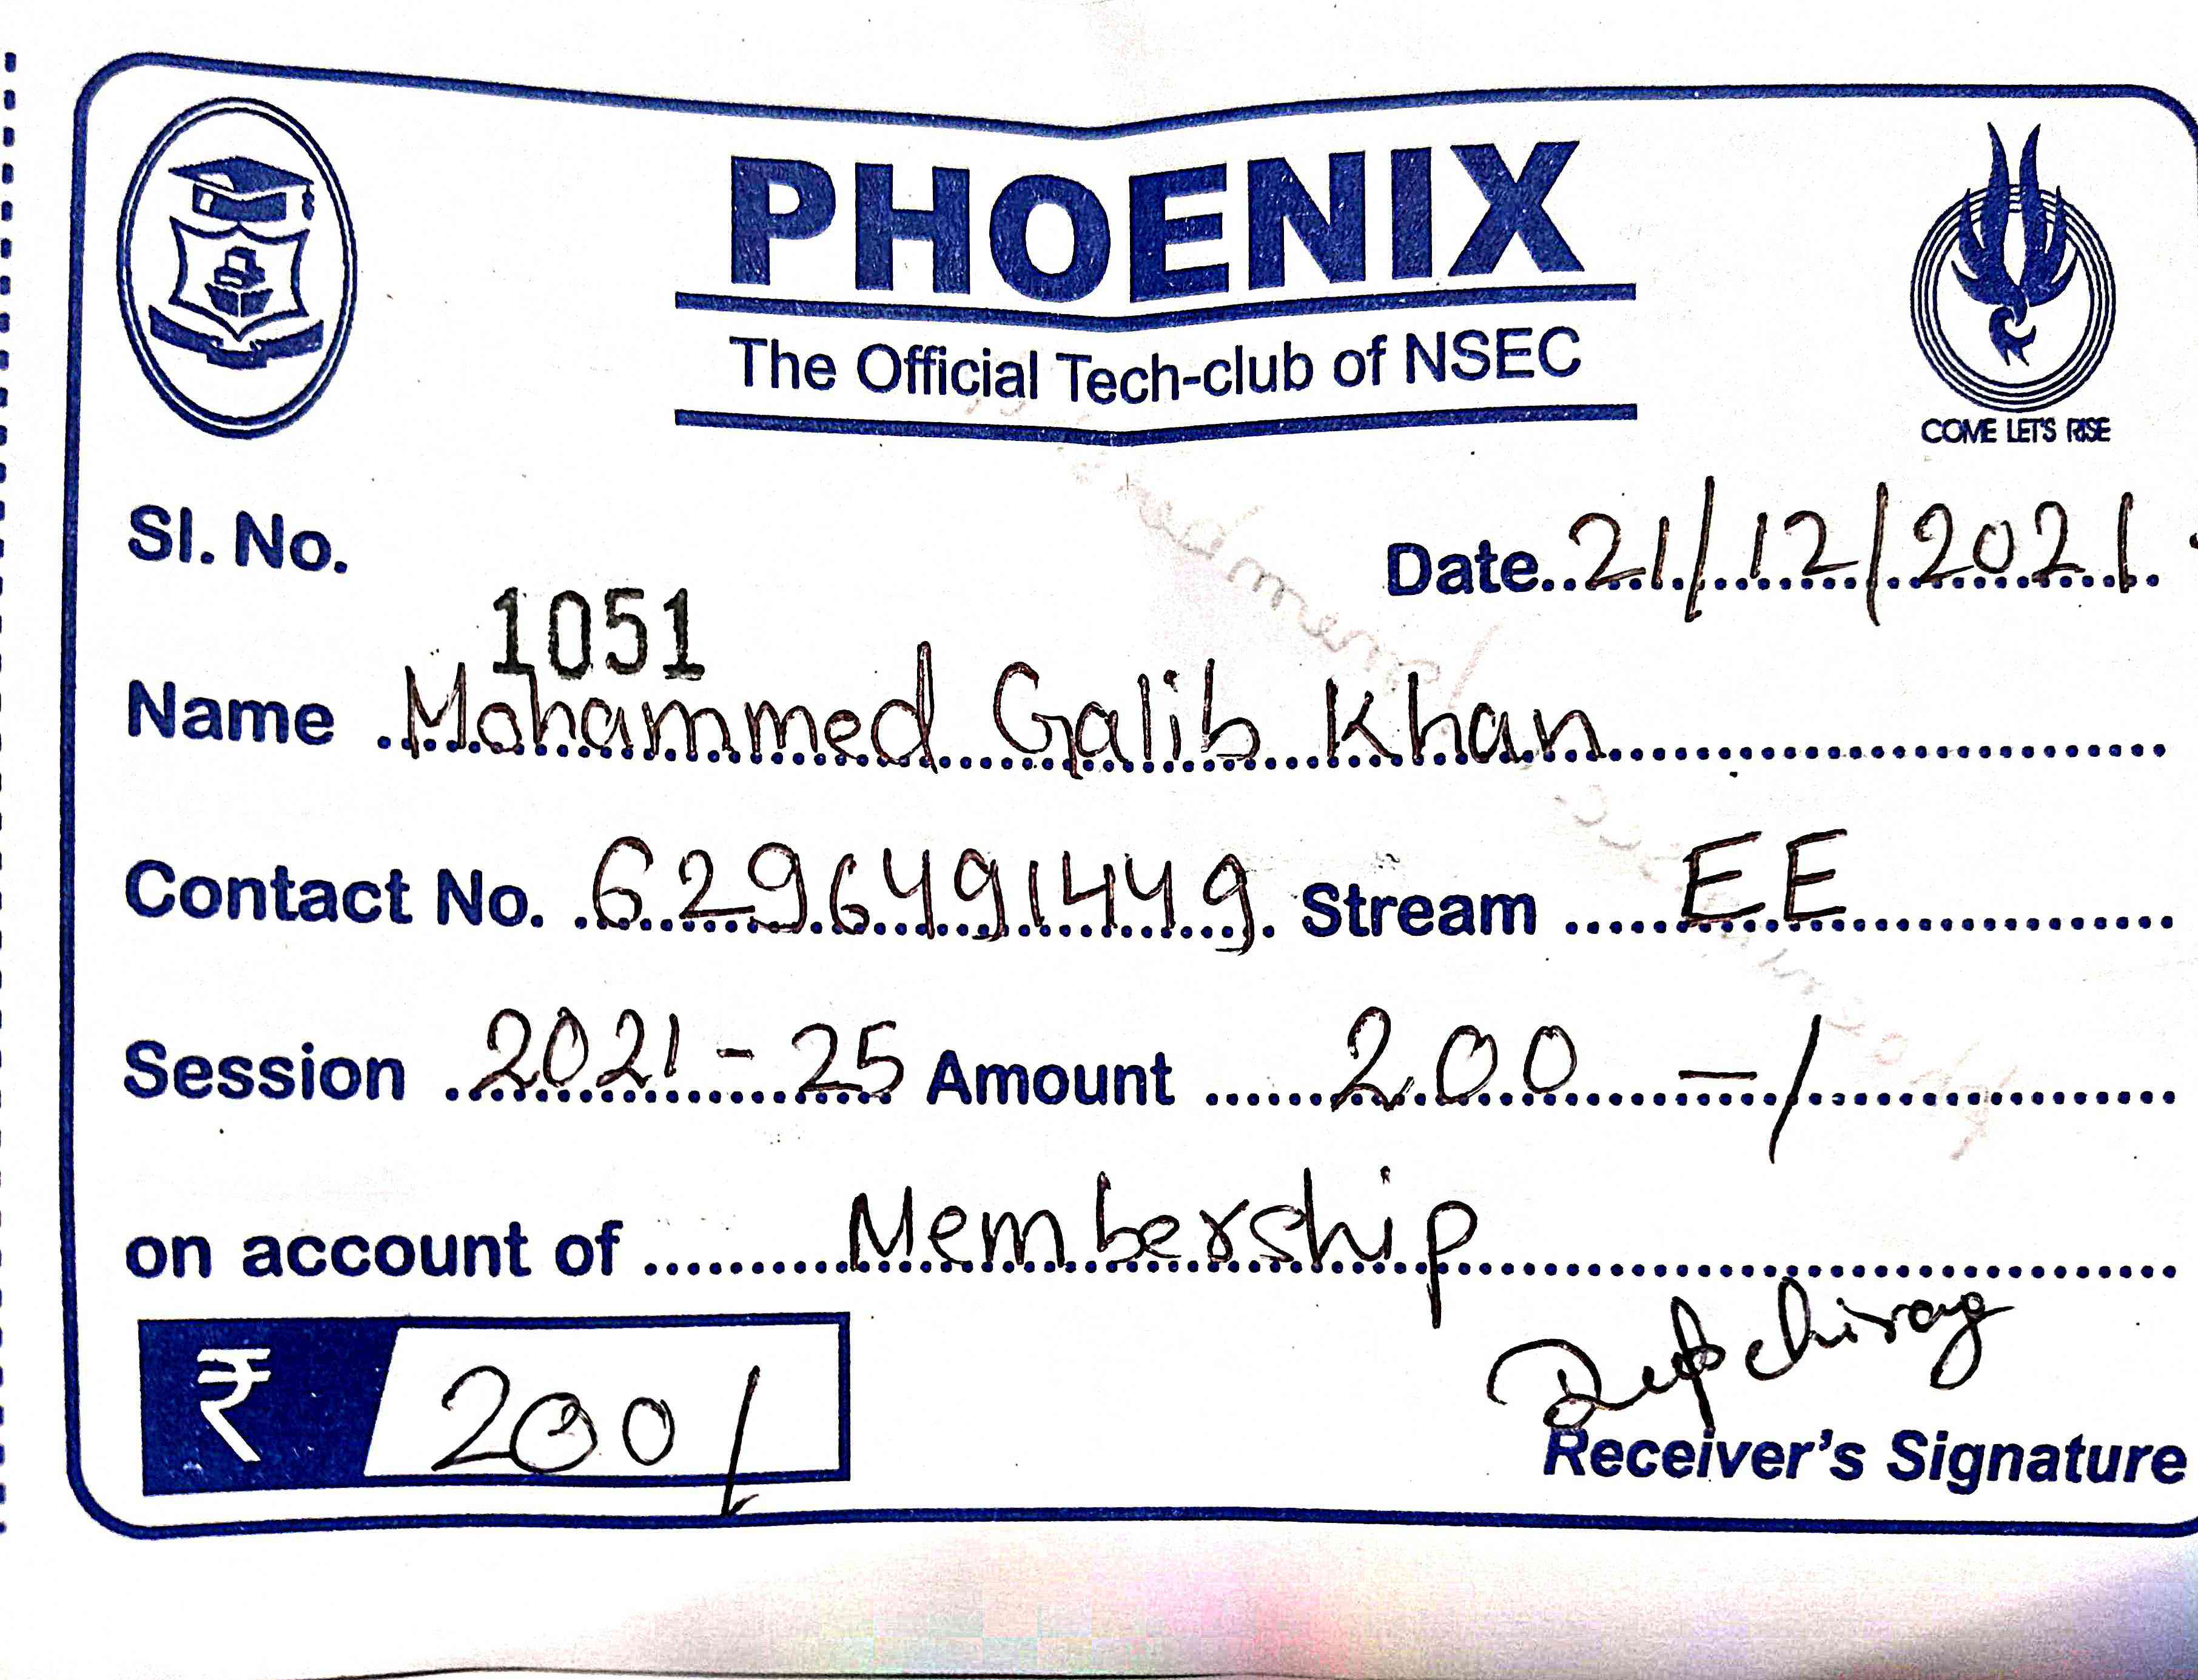 PHOENIX
The Official Tech-club of NSEC
COME LET'S RISE
Sl. No. 1051
Date 21/12/2021
Name Mohammed Galib Khan
Contact No. 6296491449 Stream EE
Session 2021-25 Amount 200 -/
on account of Membership
₹ 200/
Receiver's Signature